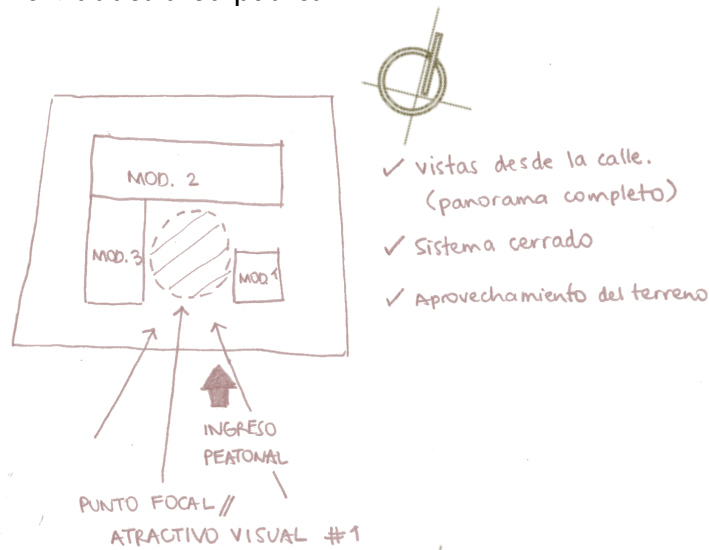 MOD. 2
MOD. 3
MOD 1
✓ vistas desde la calle.
(panorama completo)
✓ Sistema cerrado
✓ Aprovechamiento del terreno
INGRESO
PEATONAL
PUNTO FOCAL //
ATRACTIVO VISUAL #1